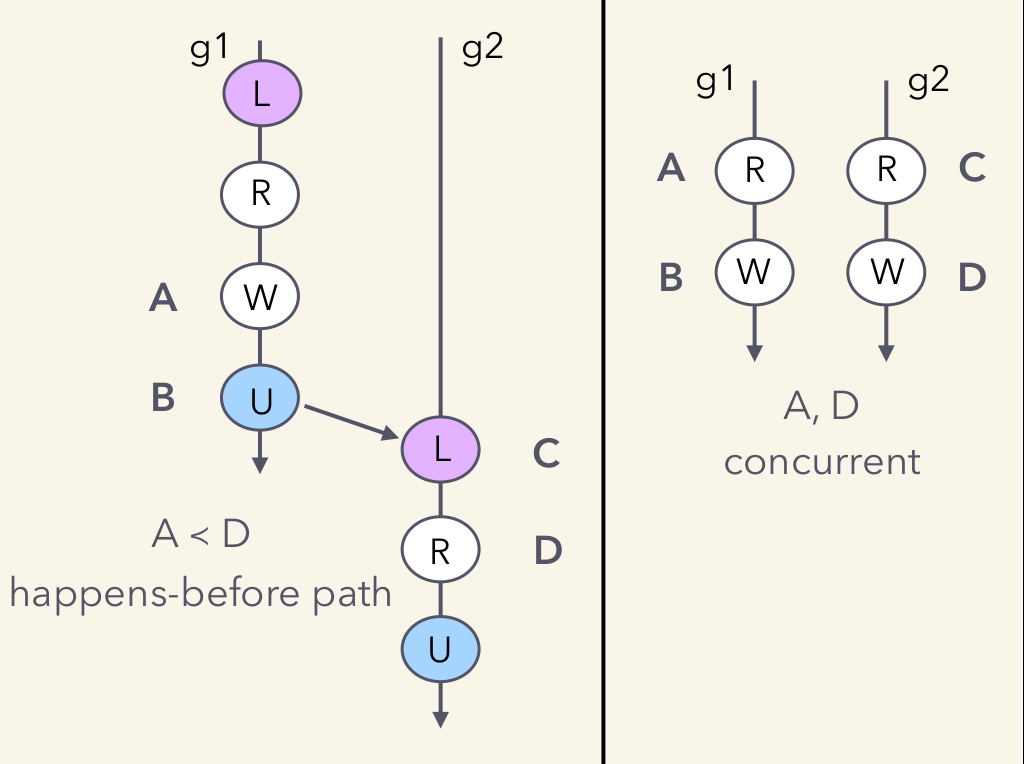 g1
g2
L
R
A
W
B
U
L
C
R
D
U
A ≺ D
happens-before path
g1
g2
A
R
R
C
B
W
W
D
A, D
concurrent